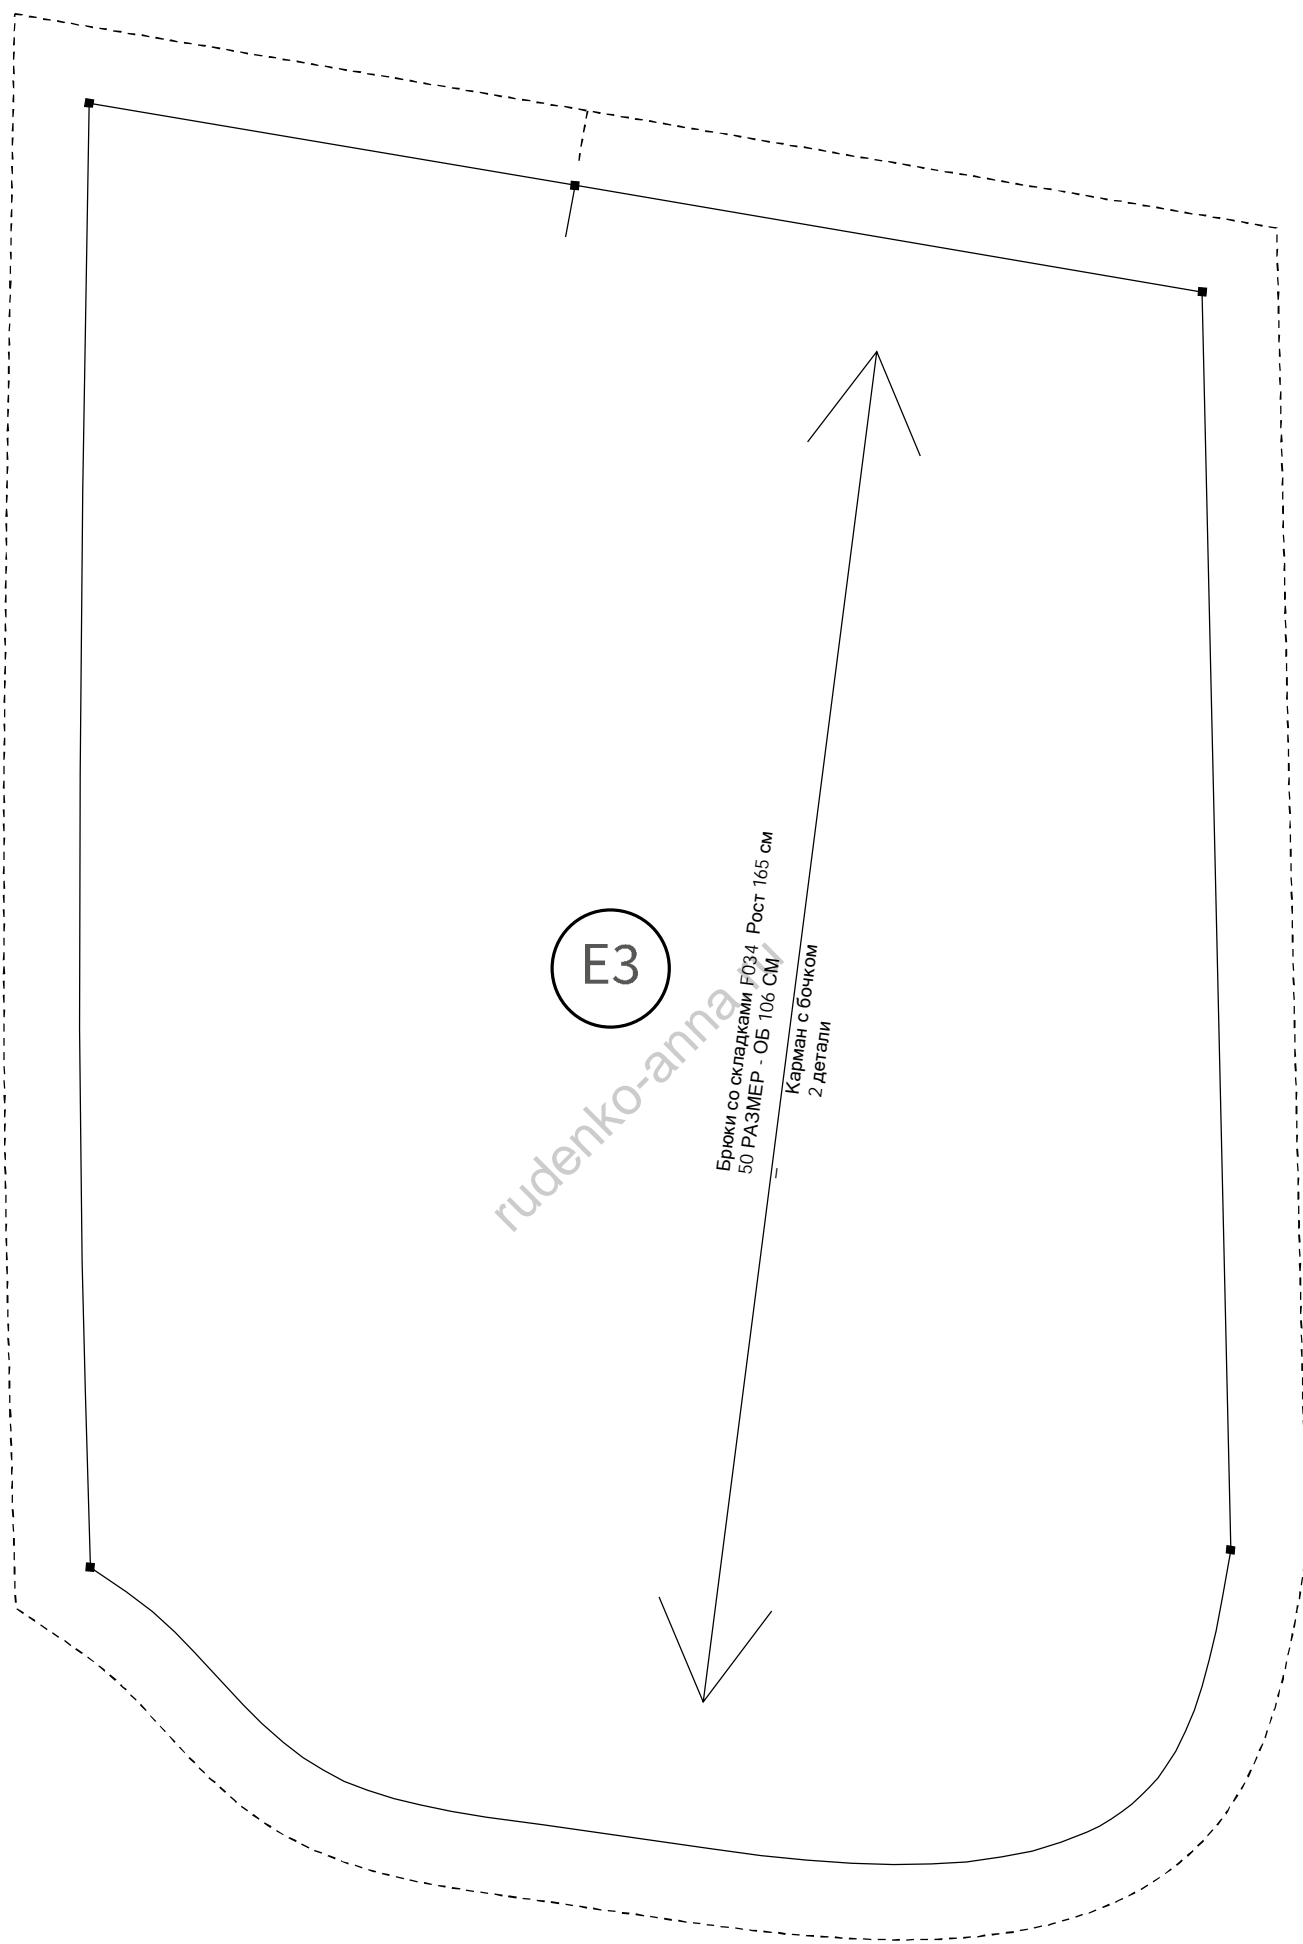 E3
Брюки со складками F034 Рост 165 см
50 РАЗМЕР - ОБ 106 СМ
Карман с бочком
2 детали
rudenko-anna.ru